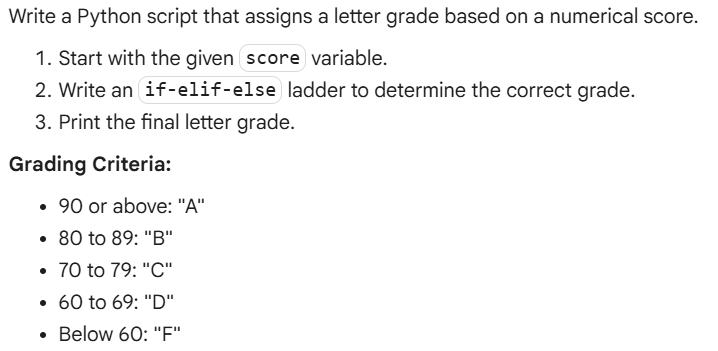 Write a Python script that assigns a letter grade based on a numerical score.
1. Start with the given score variable.
2. Write an if-elif-else ladder to determine the correct grade.
3. Print the final letter grade.
Grading Criteria:
• 90 or above: "A"
• 80 to 89: "B"
• 70 to 79: "C"
• 60 to 69: "D"
• Below 60: "F"